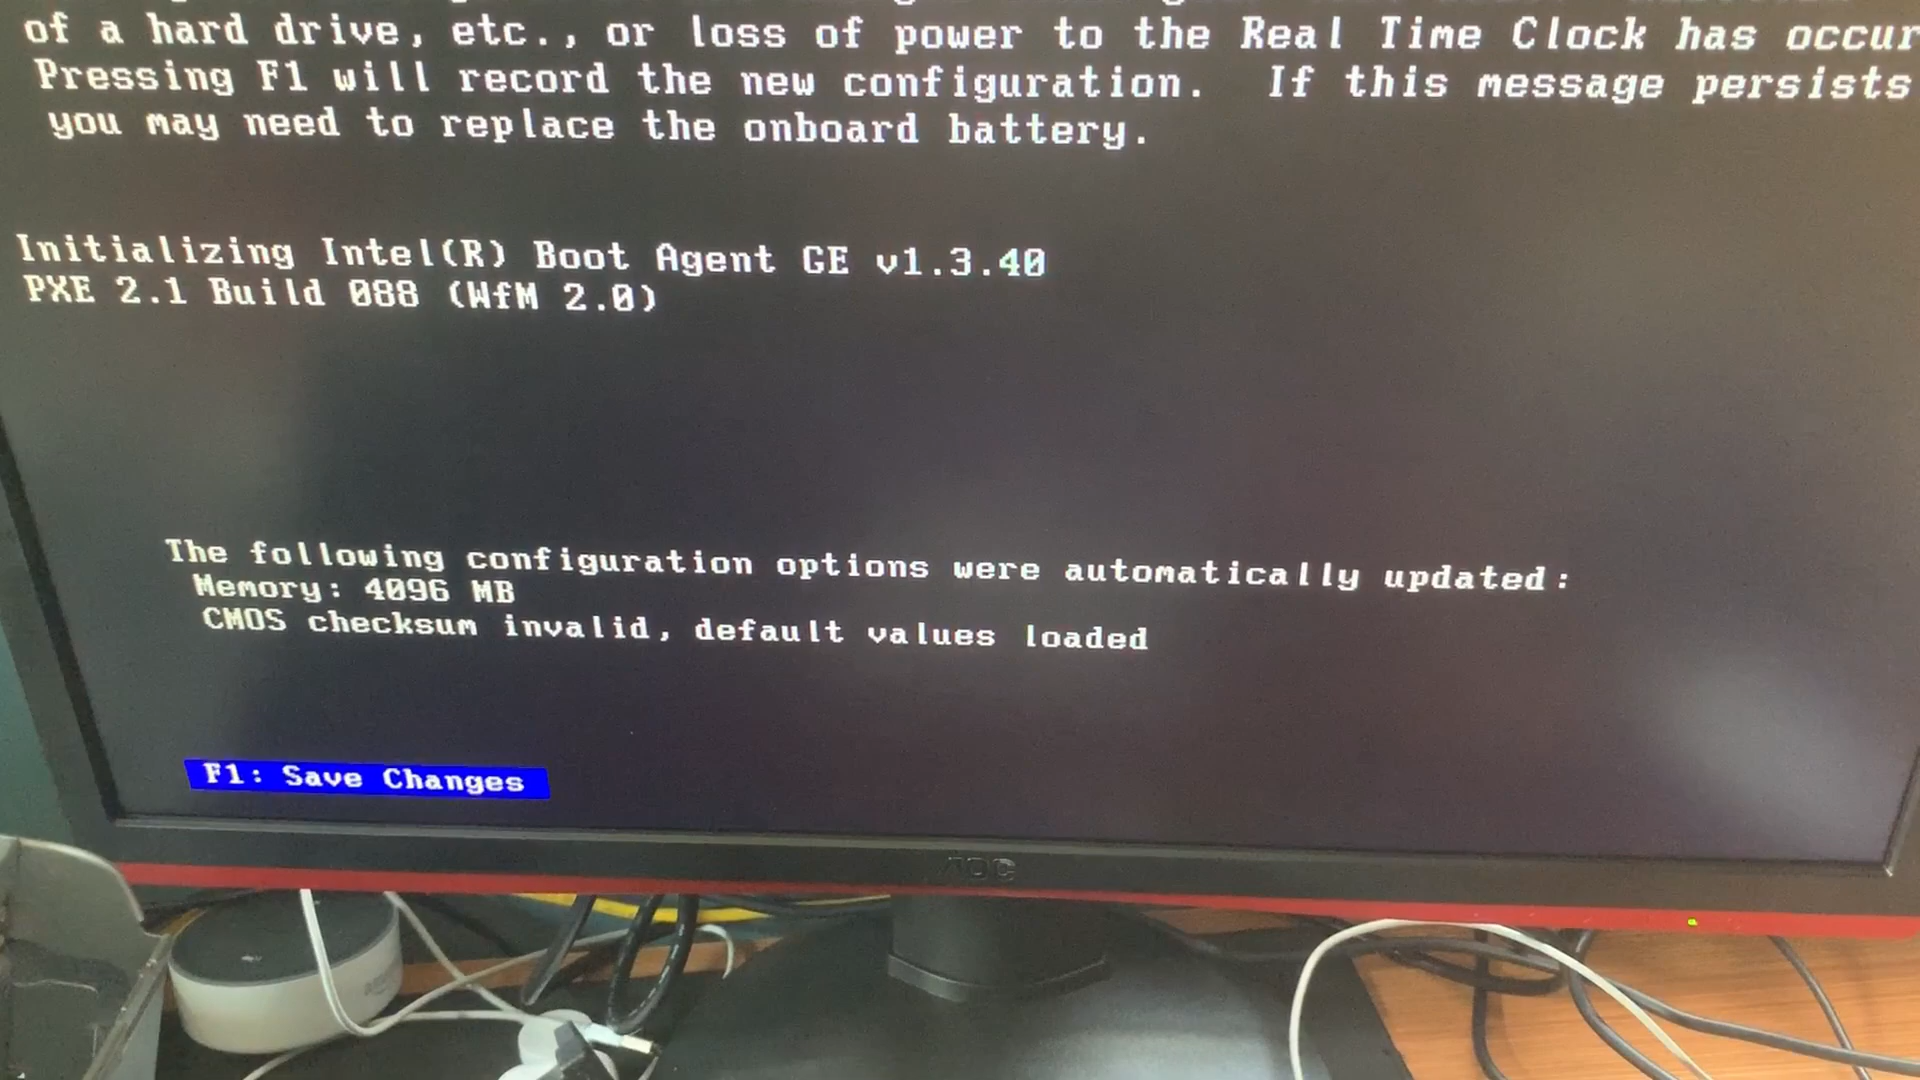 of a hard drive, etc., or loss of power to the Real Time Clock has occur
Pressing F1 will record the new configuration. If this message persists
you may need to replace the onboard battery.
Initializing Intel(R) Boot Agent GE v1.3.40
PXE 2.1 Build 088 (WfM 2.0)
The following configuration options were automatically updated:
Memory: 4096 MB
CMOS checksum invalid, default values loaded
F1: Save Changes
AOC